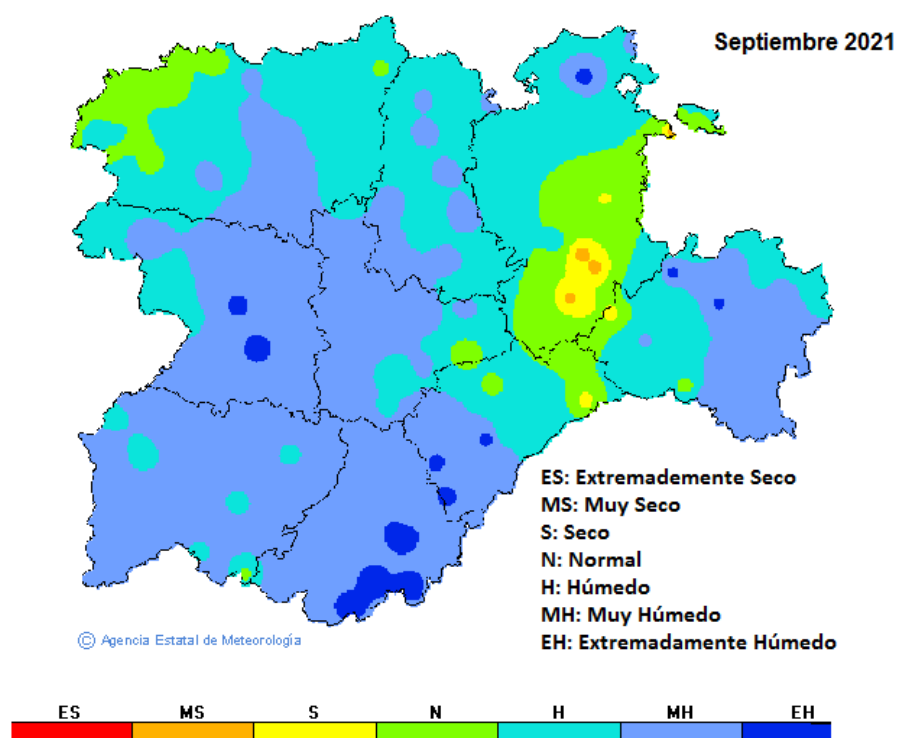 Septiembre 2021
ES: Extremademente Seco
MS: Muy Seco
S: Seco
N: Normal
H: Húmedo
MH: Muy Húmedo
EH: Extremadamente Húmedo
© Agencia Estatal de Meteorología
ES MS S N H MH EH